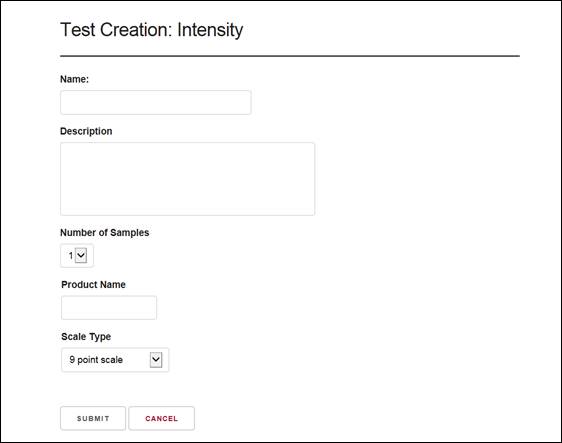 Test Creation: Intensity
Name:
Description
Number of Samples
1
Product Name
Scale Type
9 point scale
SUBMIT CANCEL